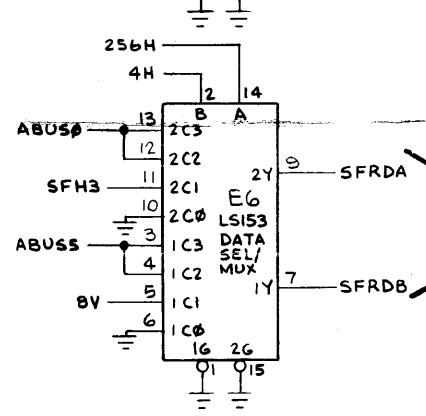 256H
4H
2 14
B A
ABUSØ 13 2C3
12 2C2
SFH3 11 2C1
10 2CØ
ABUS5 3 1C3
4 1C2
8V 5 1C1
6 1CØ
2Y 9 SFRDA
E6
LS153
DATA
SEL/
MUX
1Y 7 SFRDB
1G 2G
1 15